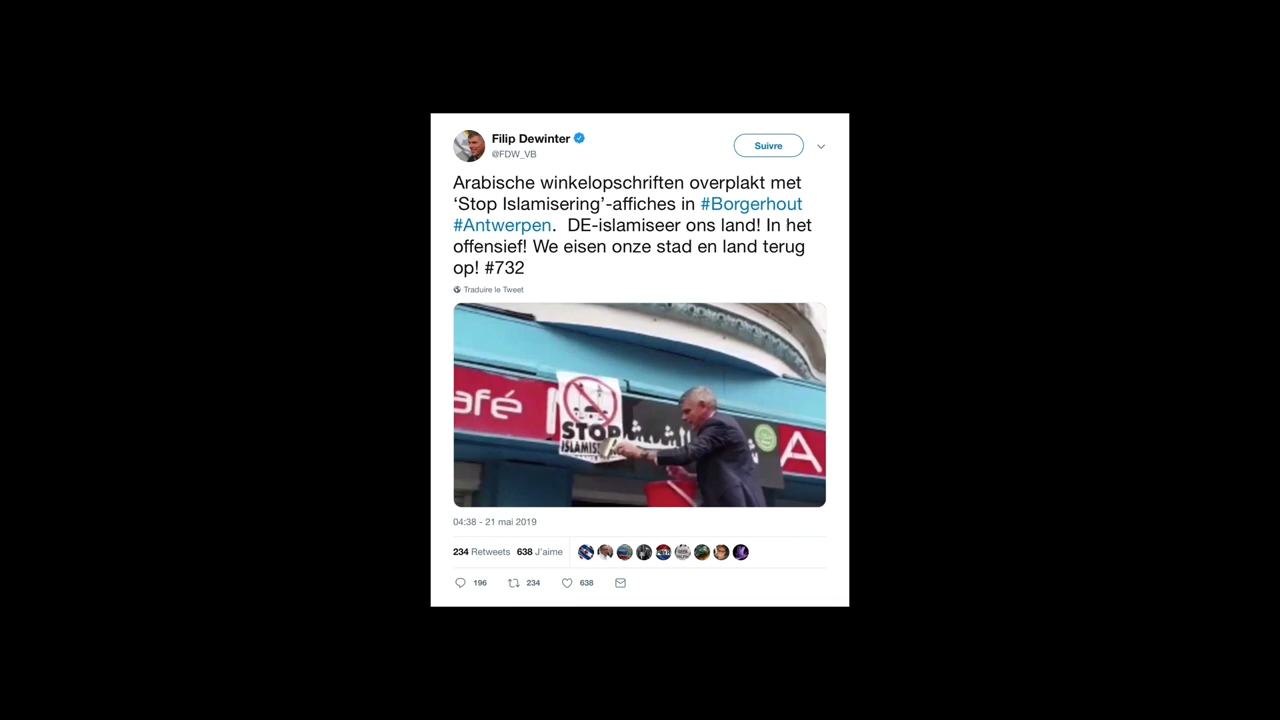 Filip Dewinter
@FDW_VB
Suivre
Arabische winkelopschriften overplakt met
‘Stop Islamisering’-affiches in #Borgerhout
#Antwerpen. DE-islamiseer ons land! In het
offensief! We eisen onze stad en land terug
op! #732
Traduire le Tweet
afé
STOP
A
04:38 - 21 mai 2019
234 Retweets 638 J'aime
196 234 638